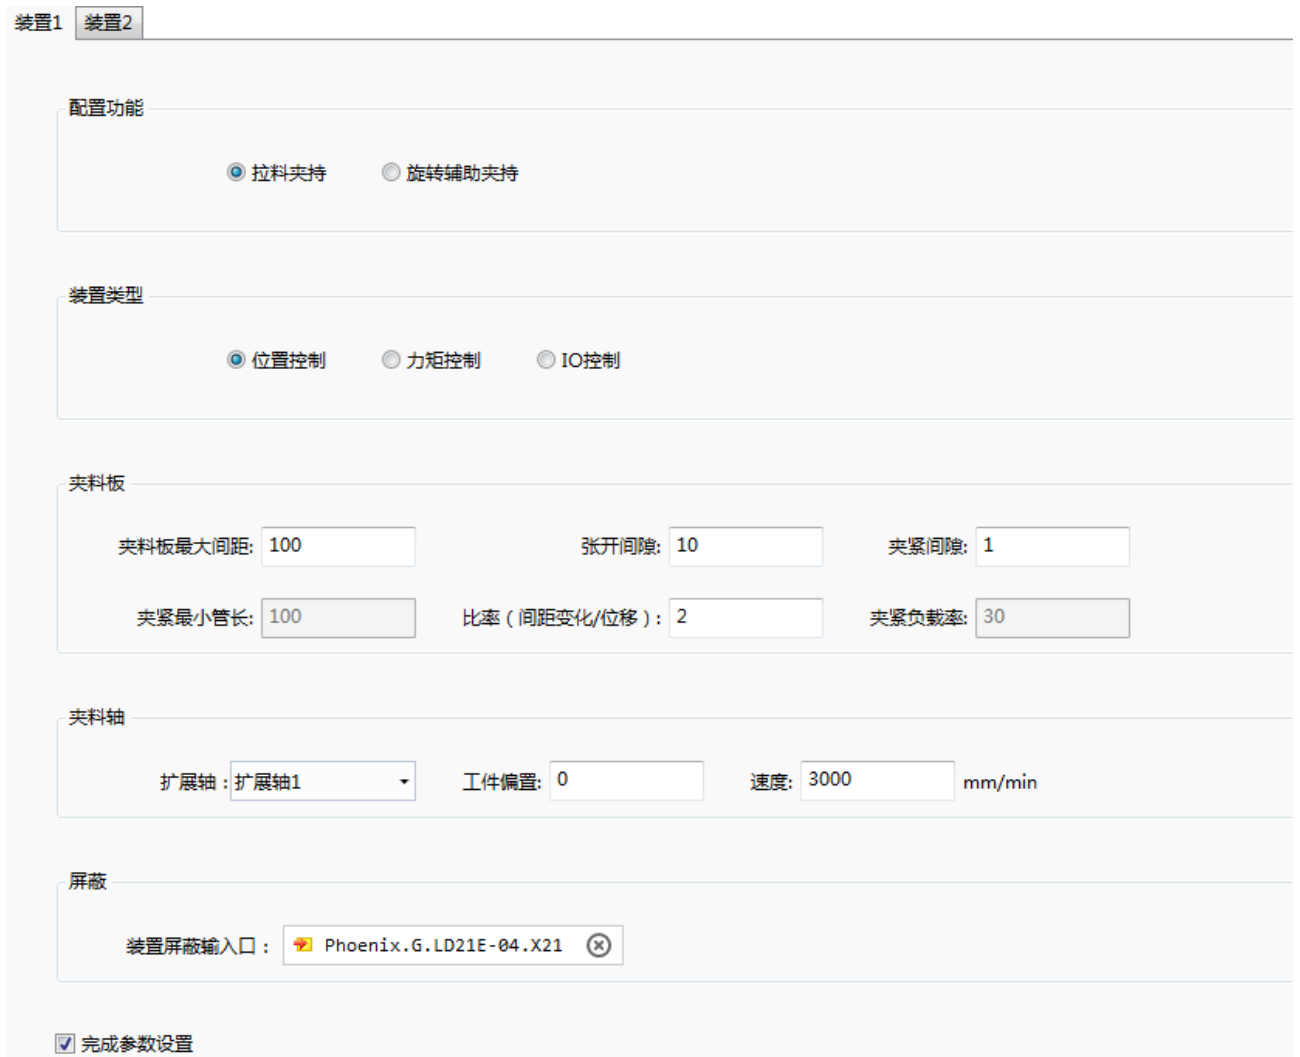 装置1 装置2
配置功能
拉料夹持 旋转辅助夹持
装置类型
位置控制 力矩控制 IO控制
夹料板
夹料板最大间距: 100 张开间隙: 10 夹紧间隙: 1
夹紧最小管长: 100 比率（间距变化/位移）: 2 夹紧负载率: 30
夹料轴
扩展轴 : 扩展轴1 工件偏置: 0 速度: 3000 mm/min
屏蔽
装置屏蔽输入口 : Phoenix.G.LD21E-04.X21
完成参数设置